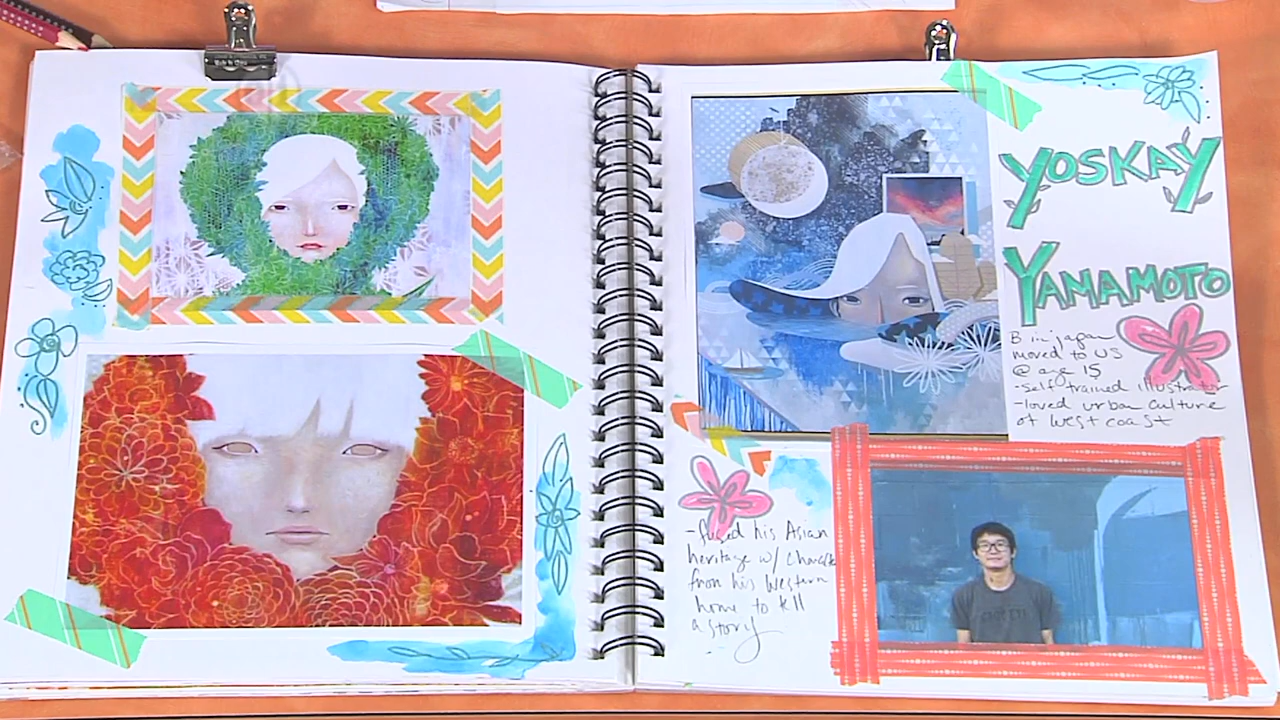 YOSKAY
YAMAMOTO
B in japan
moved to US
@ age 15
-self trained illustrator
-loved urban culture
of west coast
-fused his Asian
heritage w/
from his western
home to tell
a story